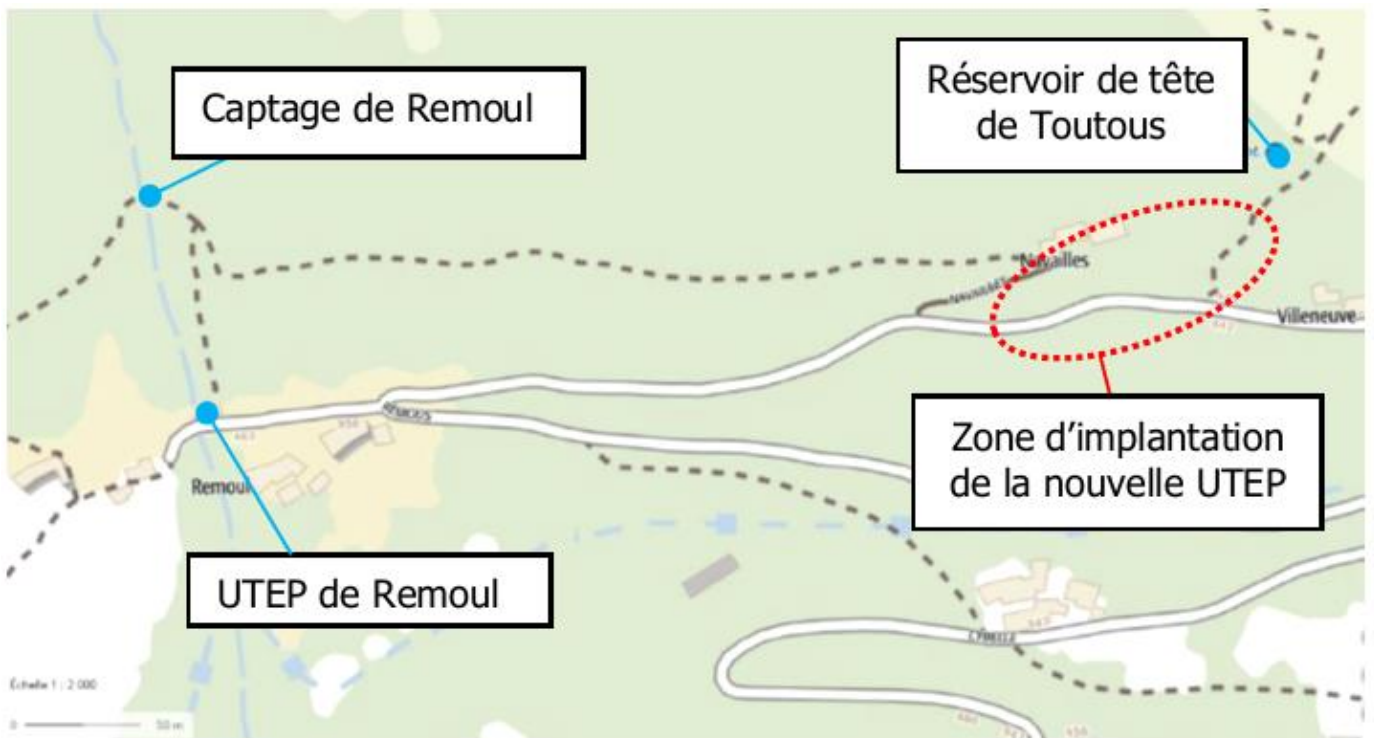 Captage de Remoul
Réservoir de tête
de Toutous
Navailles
Villeneuve
Zone d'implantation
de la nouvelle UTEP
Remoul
UTEP de Remoul
Échelle 1 : 2 000
0
50 m